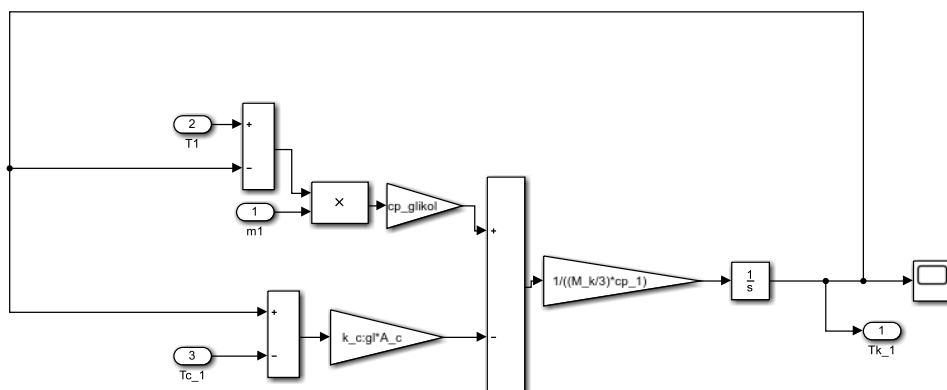 2
T1
+
−
×
cp_glikol
1
m1
+
1/((M_k/3)*cp_1)
1
s
+
k_c:gl*A_c
−
3
Tc_1
−
1
Tk_1